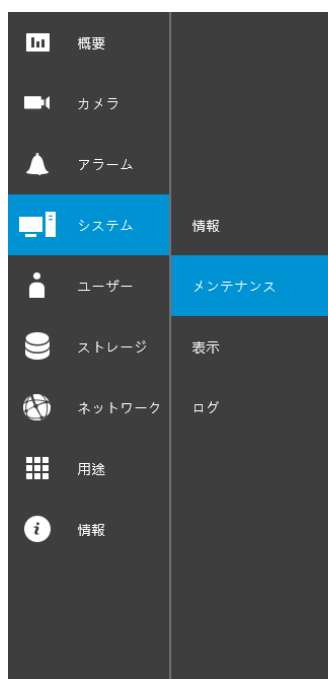 概要
カメラ
アラーム
システム
ユーザー
ストレージ
ネットワーク
用途
情報
情報
メンテナンス
表示
ログ